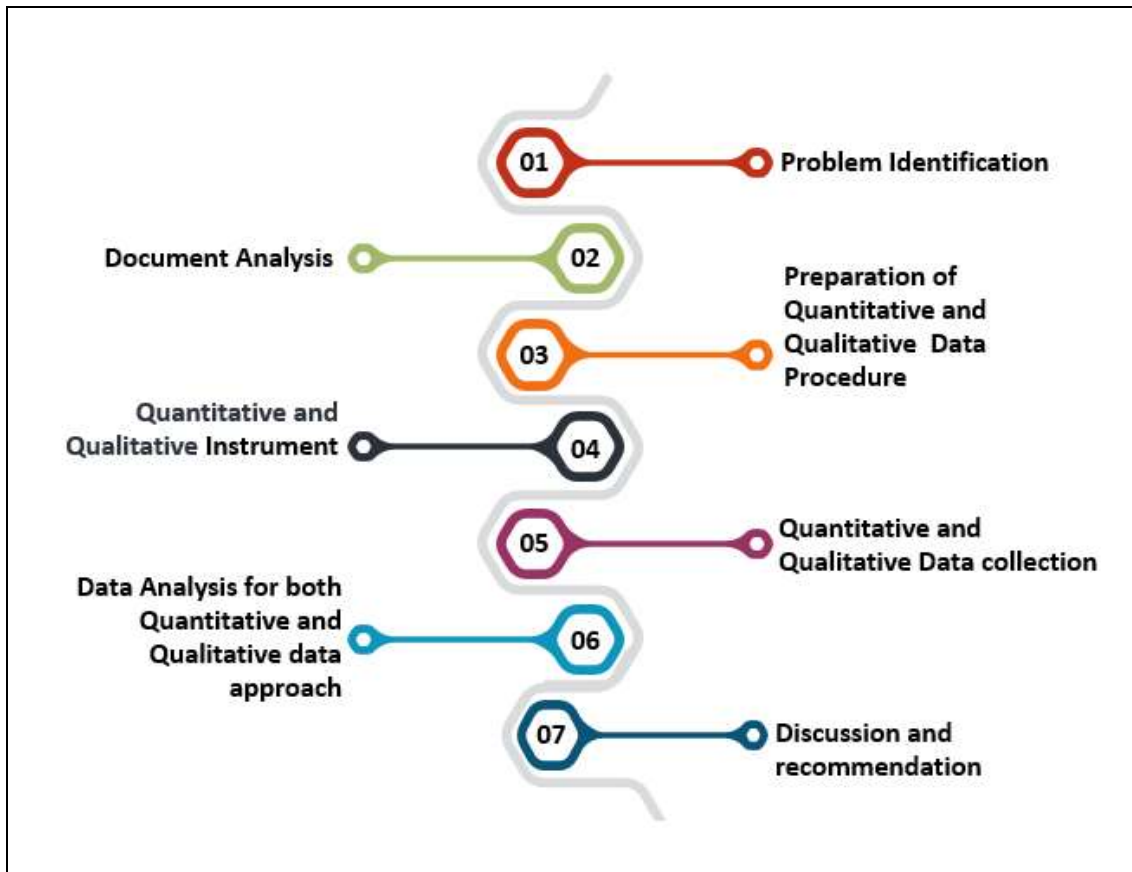 01
Problem Identification
Document Analysis
02
Preparation of
Quantitative and
Qualitative Data
Procedure
03
Quantitative and
Qualitative Instrument
04
05
Quantitative and
Qualitative Data collection
Data Analysis for both
Quantitative and
Qualitative data
approach
06
07
Discussion and
recommendation